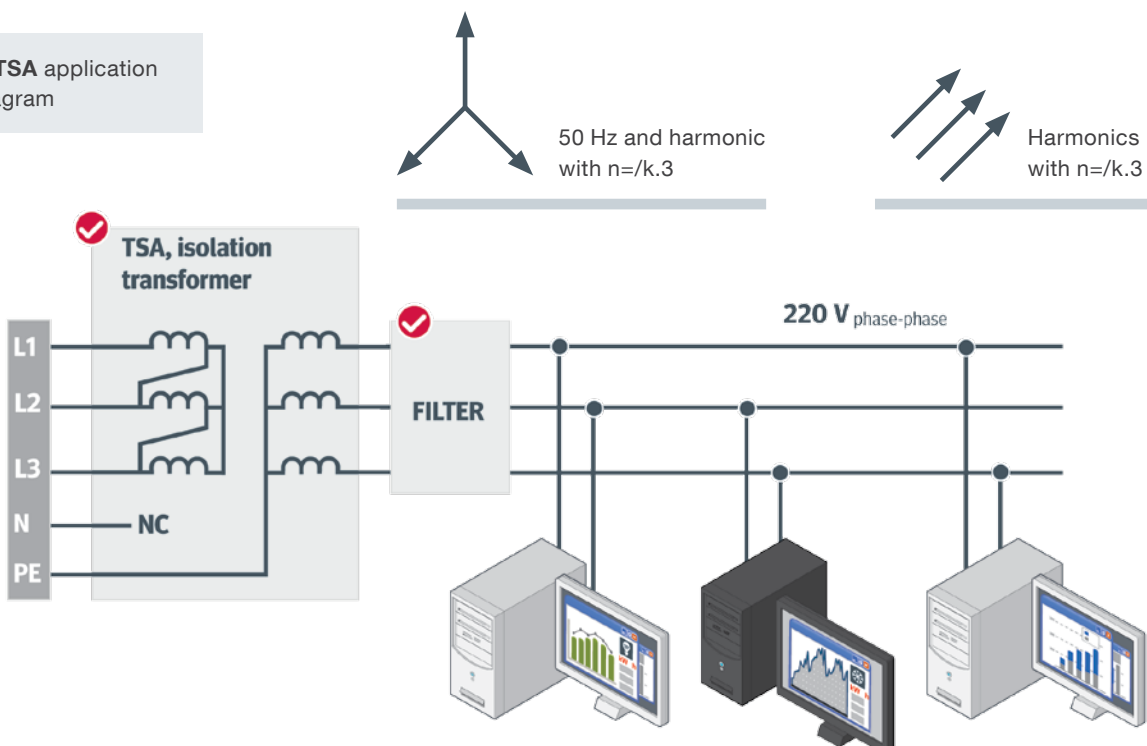 TSA application
50 Hz and harmonic
with n=/k.3
Harmonics
with n=/k.3
TSA, isolation
transformer
220 V phase-phase
L1
L2
L3
N
PE
NC
FILTER